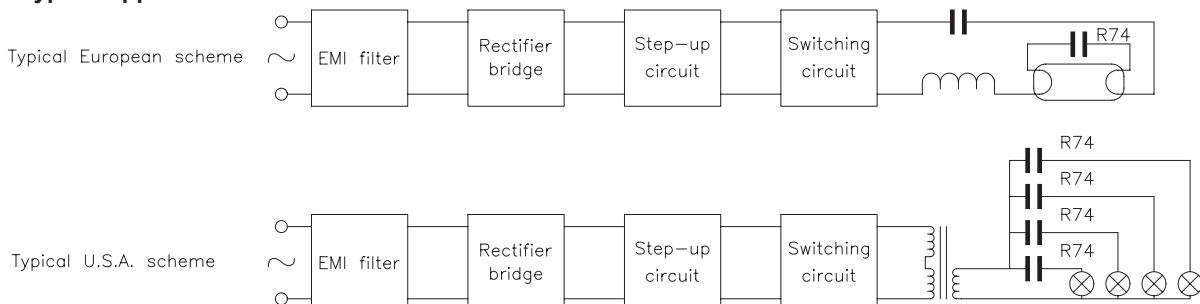 R74
Typical European scheme
EMI filter
Rectifier
bridge
Step-up
circuit
Switching
circuit
R74
R74
R74
R74
Typical U.S.A. scheme
EMI filter
Rectifier
bridge
Step-up
circuit
Switching
circuit